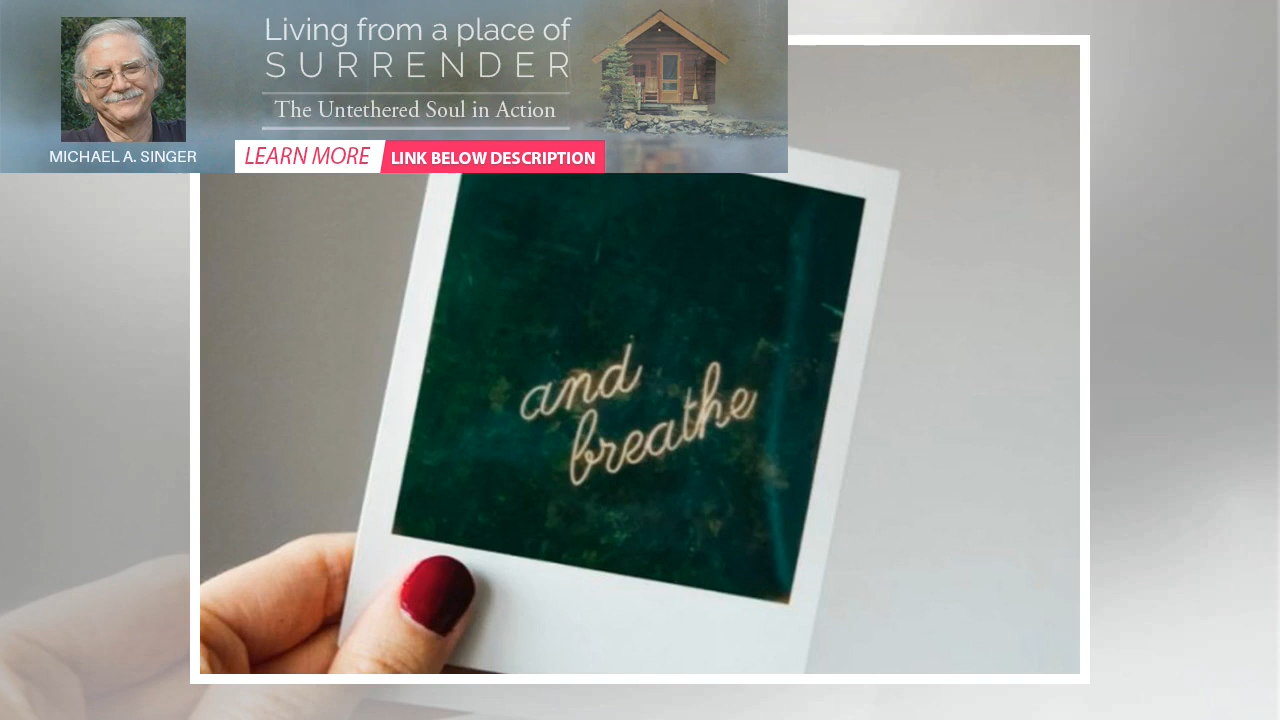 Living from a place of
SURRENDER
The Untethered Soul in Action
MICHAEL A. SINGER
LEARN MORE
LINK BELOW DESCRIPTION
and
breathe